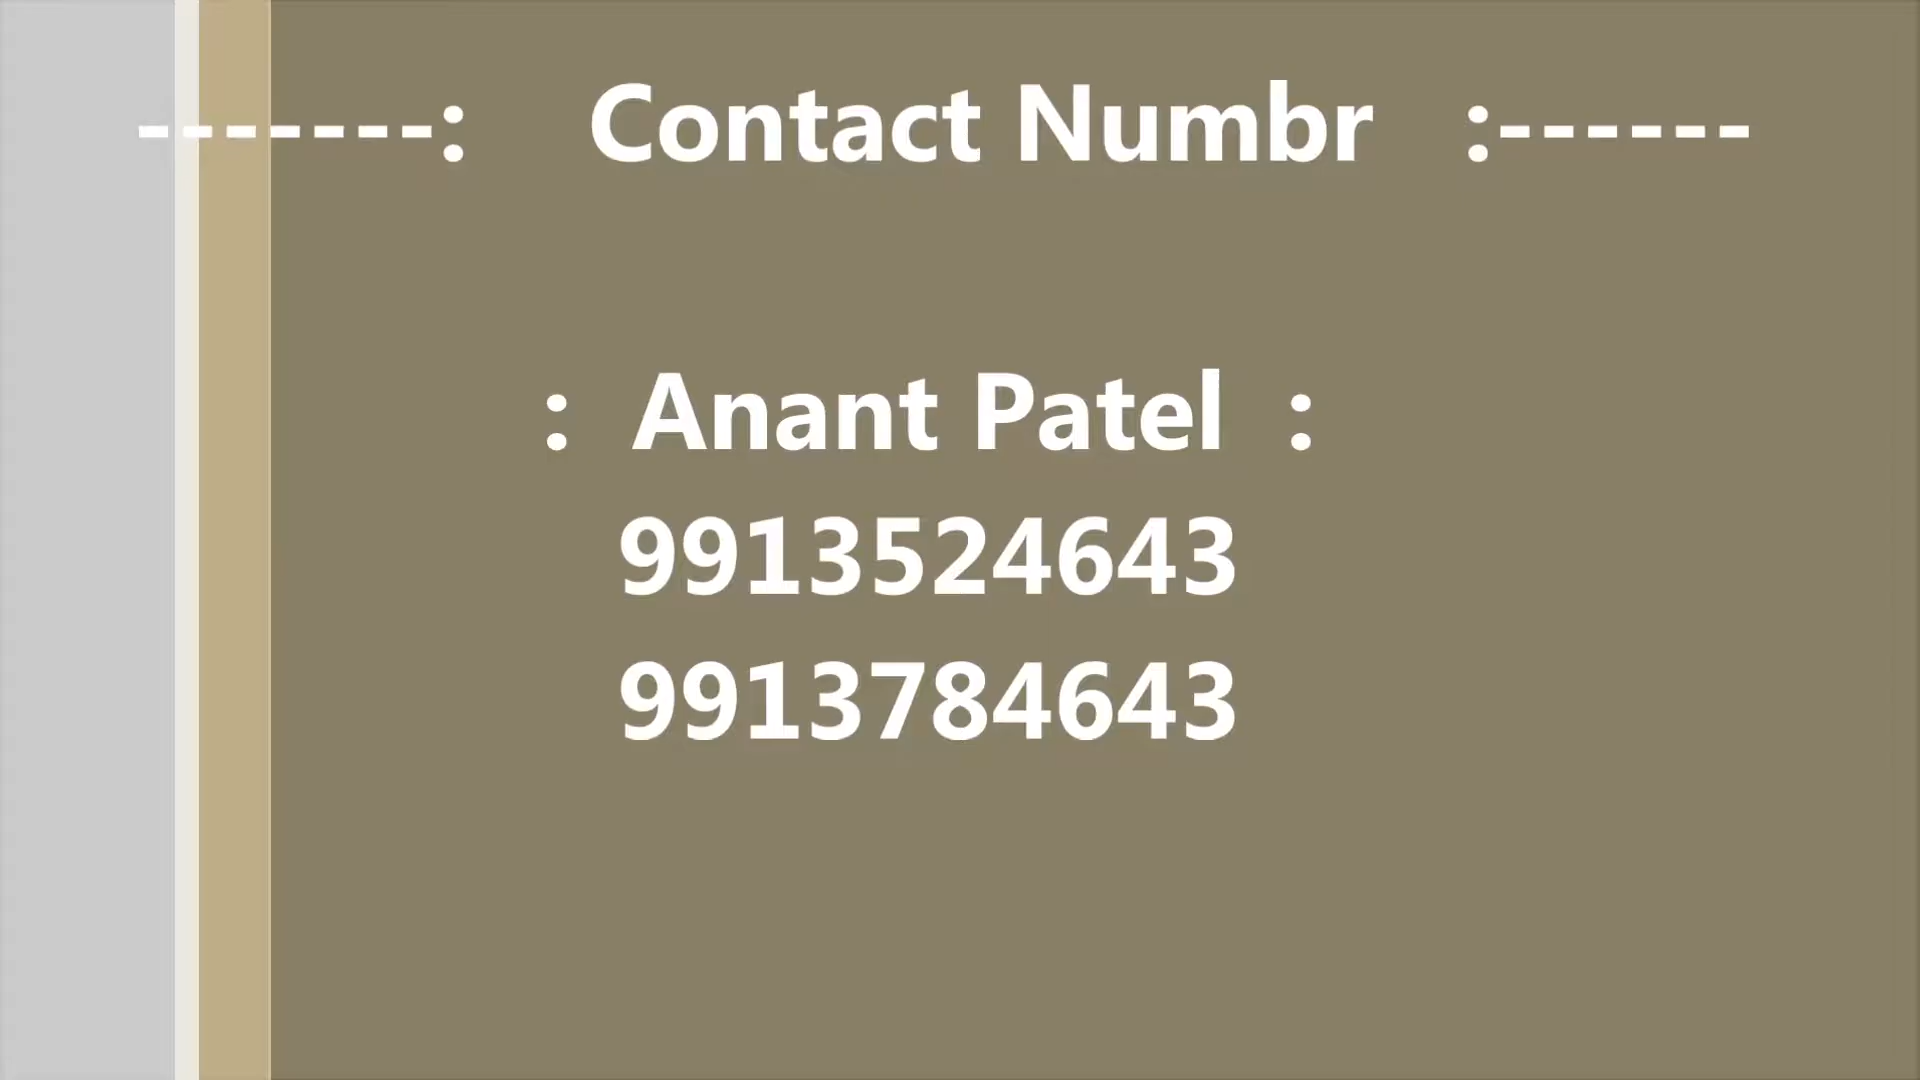 -------: Contact Numbr :------
: Anant Patel :
9913524643
9913784643